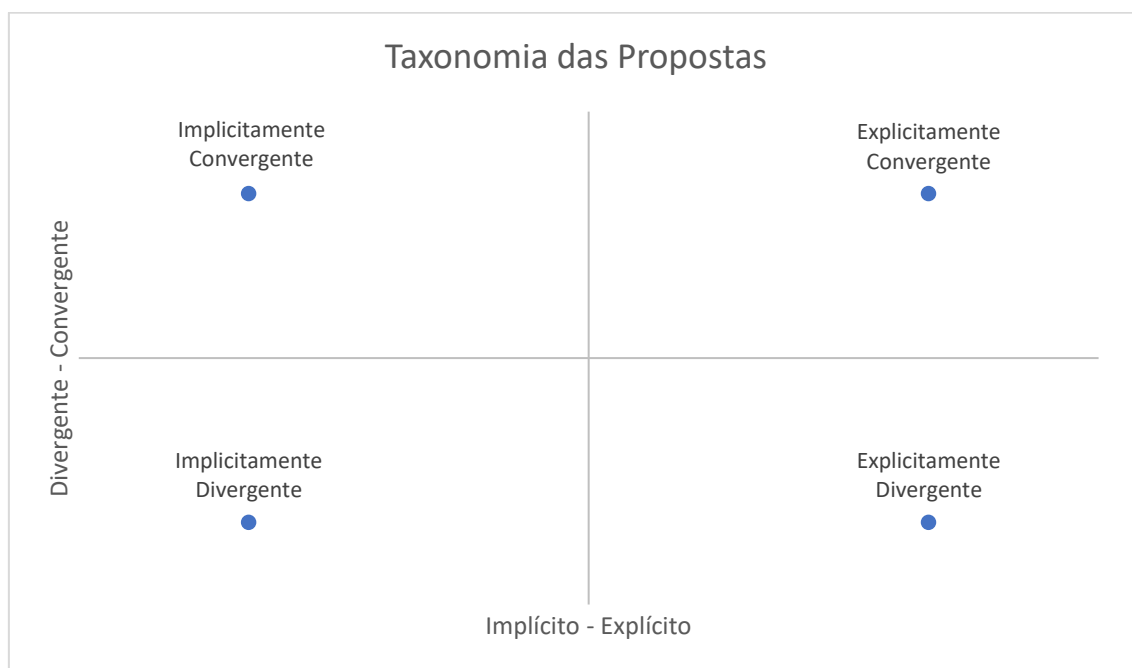 Taxonomia das Propostas
Implicitamente
Convergente
Explicitamente
Convergente
Divergente - Convergente
Implicitamente
Divergente
Explicitamente
Divergente
Implícito - Explícito